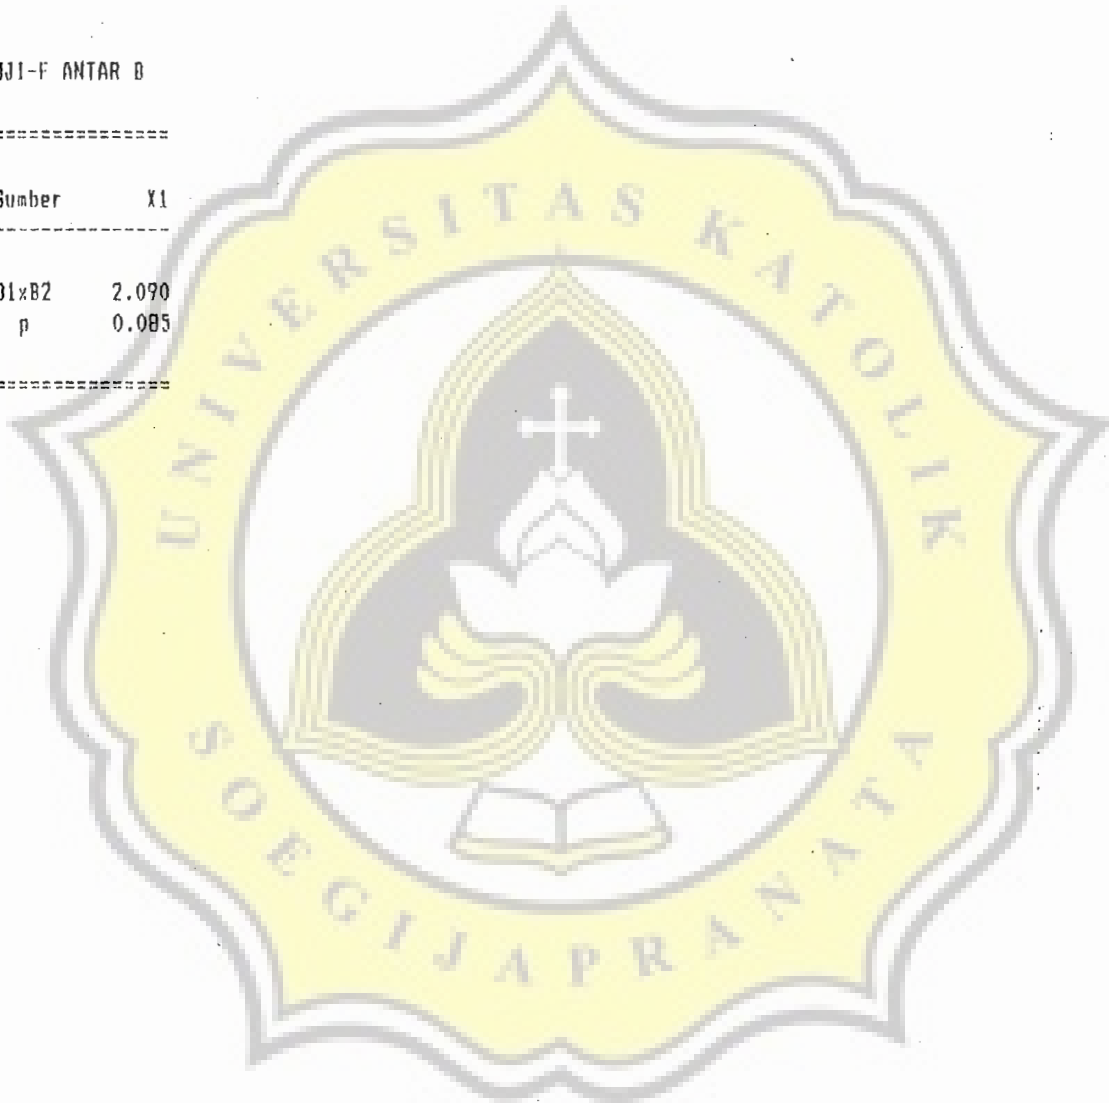 UJI-F ANTAR B
===============
Sumber X1
---------------
B1xB2 2.090
p 0.085
===============
UNIVERSITAS KATOLIK
SOEGIJAPRANATA